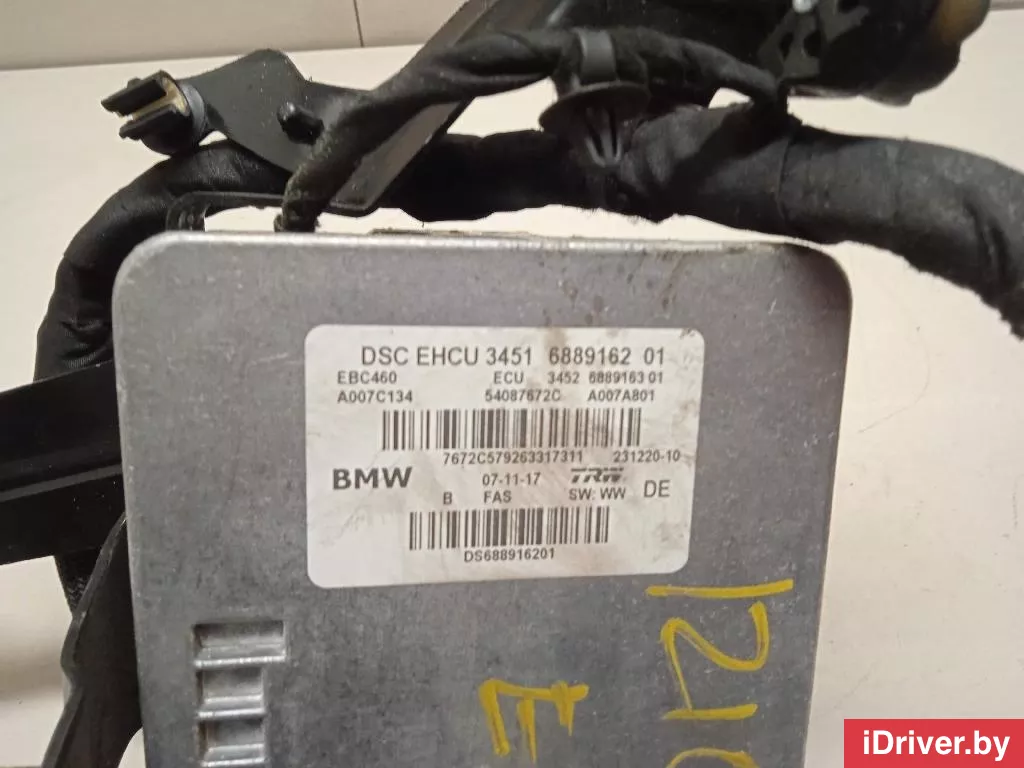 DSC EHCU 3451 6889162 01
EBC460 ECU 3452 6889163 01
A007C134 54087672C A007A801
7672C579263317311 231220-10
BMW 07-11-17 TRW
B FAS SW: WW DE
DS688916201
iDriver.by